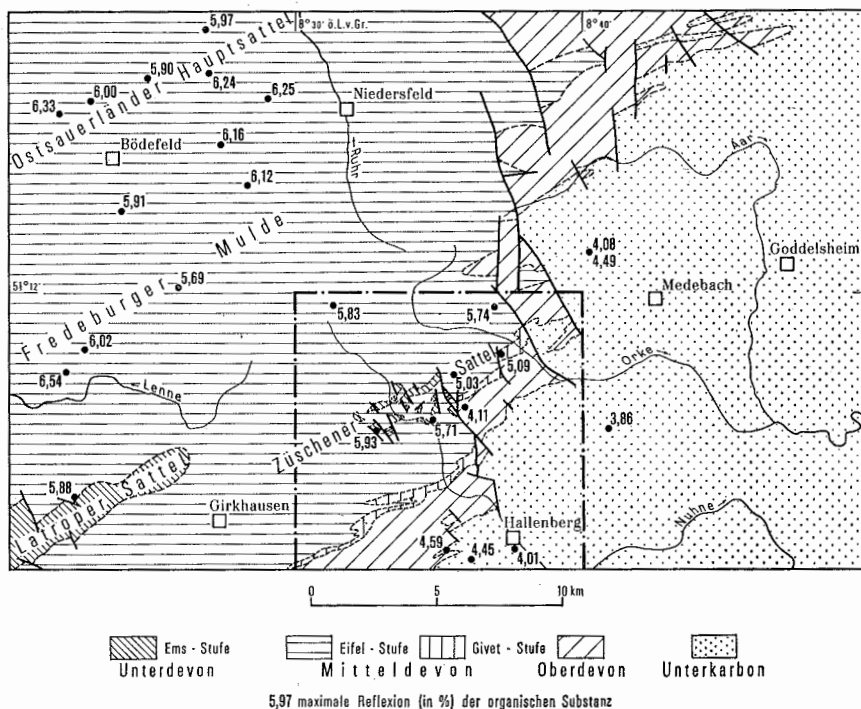 5,97
8°30' ö.L.v.Gr.
8°40'
Ostsauerländer Hauptsattel
5,90
6,24
6,00
6,25
6,33
Niedersfeld
6,16
Bödefeld
←Ruhr
Aar→
6,12
5,91
Fredeburger Mulde
4,08
4,49
Goddelsheim
51°12'
5,69
Medebach
5,83
5,74
6,02
5,09
Orke→
6,54
←Lenne
Züschener Sattel
5,03
4,11
5,71
3,86
5,93
5,88
Latroper Sattel
Girkhausen
Hallenberg
Nuhne→
4,59
4,45
4,01
0 5 10 km
Ems - Stufe Eifel - Stufe Givet - Stufe
Unterdevon Mitteldevon Oberdevon Unterkarbon
5,97 maximale Reflexion (in %) der organischen Substanz